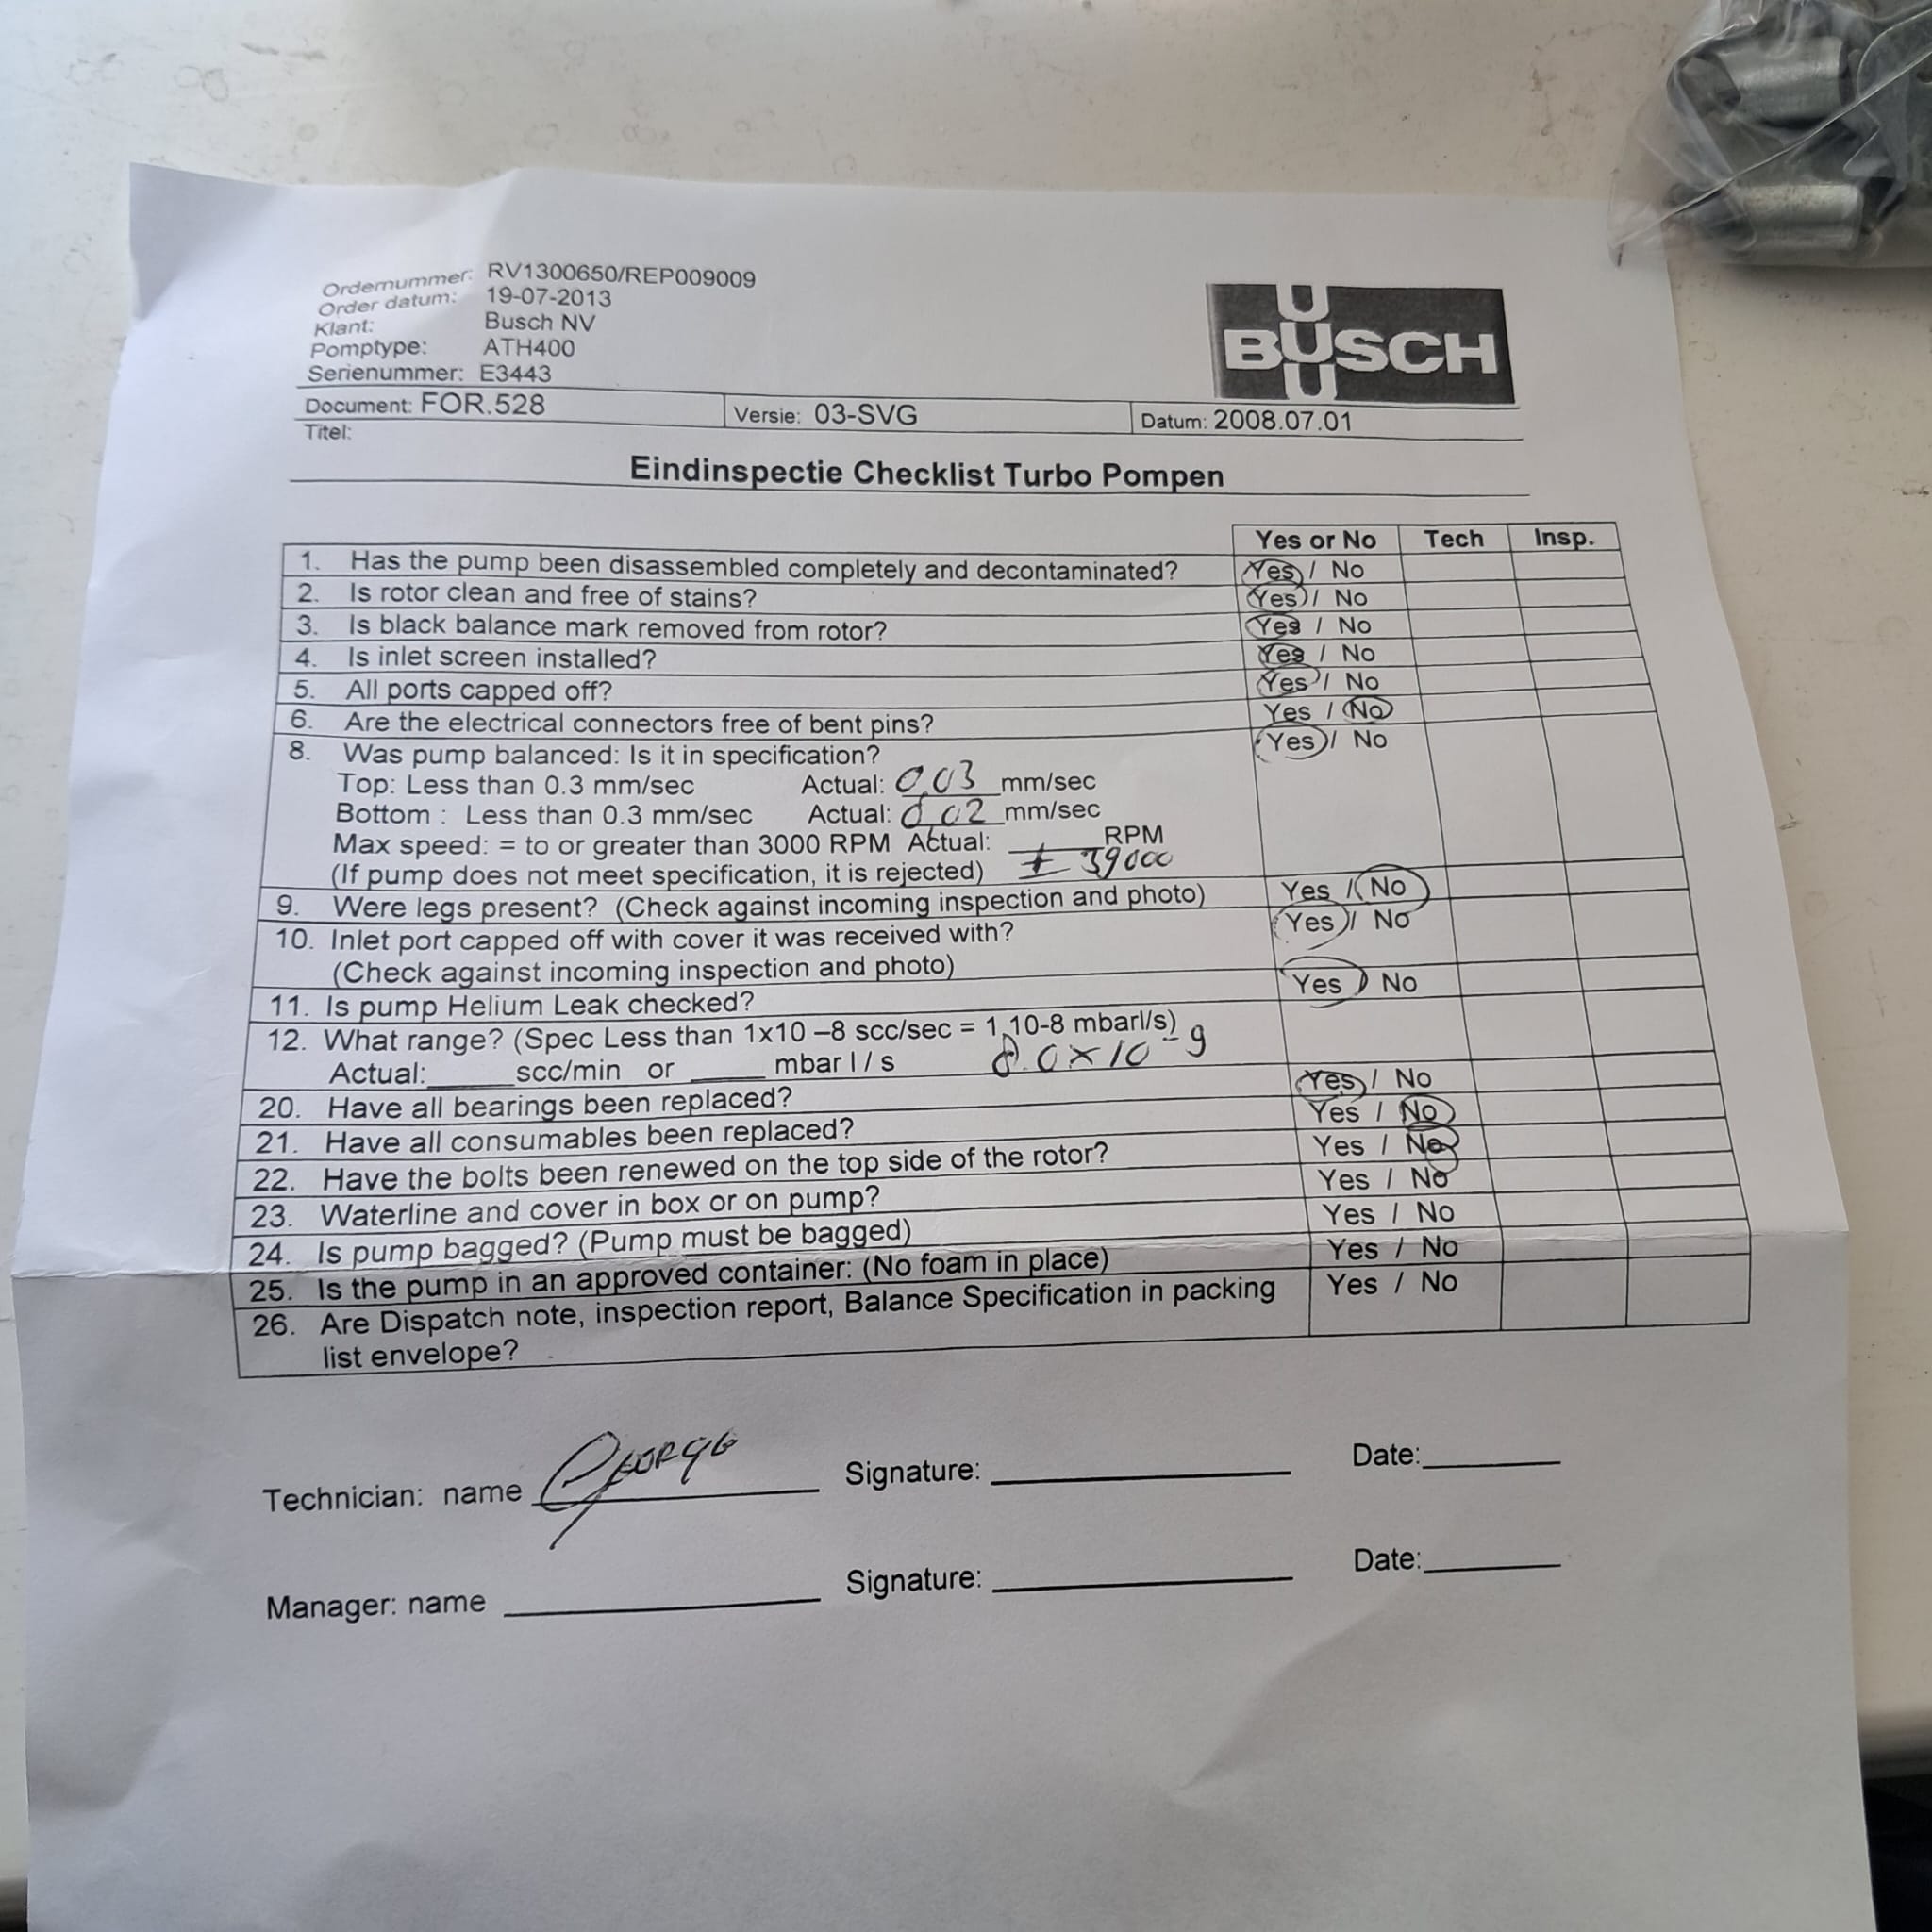 Ordernummer: RV1300650/REP009009
Order datum: 19-07-2013
Klant: Busch NV
Pomptype: ATH400
Serienummer: E3443
BUSCH
Document: FOR.528 Versie: 03-SVG Datum: 2008.07.01
Titel:
Eindinspectie Checklist Turbo Pompen
Yes or No Tech Insp.
1. Has the pump been disassembled completely and decontaminated? Yes / No
2. Is rotor clean and free of stains? Yes / No
3. Is black balance mark removed from rotor? Yes / No
4. Is inlet screen installed? Yes / No
5. All ports capped off? Yes / No
6. Are the electrical connectors free of bent pins? Yes / No
8. Was pump balanced: Is it in specification? Yes / No
Top: Less than 0.3 mm/sec Actual: 0,03 mm/sec
Bottom : Less than 0.3 mm/sec Actual: 0,02 mm/sec
Max speed: = to or greater than 3000 RPM Actual: RPM
(If pump does not meet specification, it is rejected) ± 39000
9. Were legs present? (Check against incoming inspection and photo) Yes / No
10. Inlet port capped off with cover it was received with? Yes / No
(Check against incoming inspection and photo)
11. Is pump Helium Leak checked? Yes / No
12. What range? (Spec Less than 1x10 –8 scc/sec = 1,10-8 mbarl/s)
Actual: scc/min or mbar l / s 8.0 x 10 -9
20. Have all bearings been replaced? Yes / No
21. Have all consumables been replaced? Yes / No
22. Have the bolts been renewed on the top side of the rotor? Yes / No
23. Waterline and cover in box or on pump? Yes / No
24. Is pump bagged? (Pump must be bagged) Yes / No
25. Is the pump in an approved container: (No foam in place) Yes / No
26. Are Dispatch note, inspection report, Balance Specification in packing Yes / No
list envelope?
Technician: name George Signature: Date:
Manager: name Signature: Date: